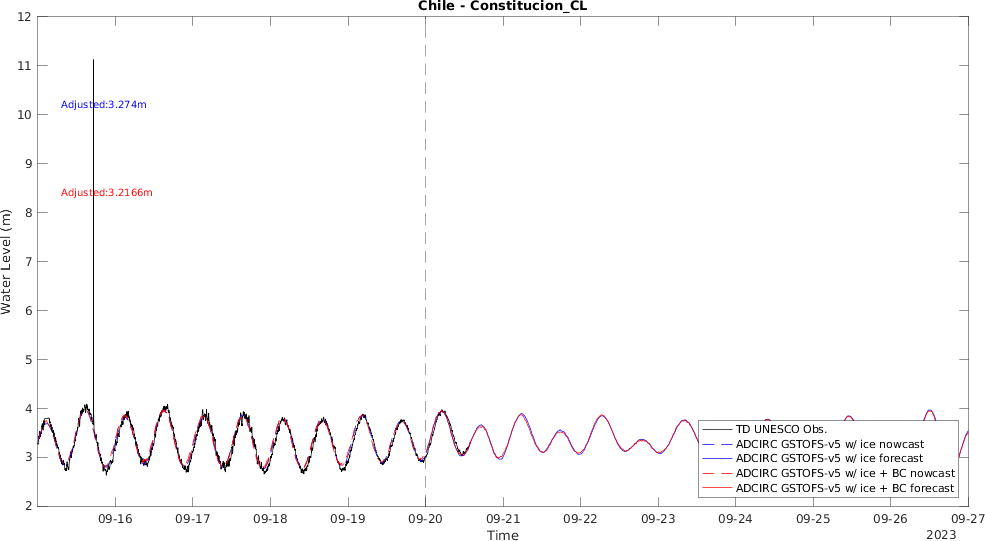 Chile - Constitucion_CL
12
11
10
9
8
7
6
5
4
3
2
Water Level (m)
Adjusted:3.274m
Adjusted:3.2166m
TD UNESCO Obs.
ADCIRC GSTOFS-v5 w/ ice nowcast
ADCIRC GSTOFS-v5 w/ ice forecast
ADCIRC GSTOFS-v5 w/ ice + BC nowcast
ADCIRC GSTOFS-v5 w/ ice + BC forecast
09-16 09-17 09-18 09-19 09-20 09-21 09-22 09-23 09-24 09-25 09-26 09-27
Time
2023